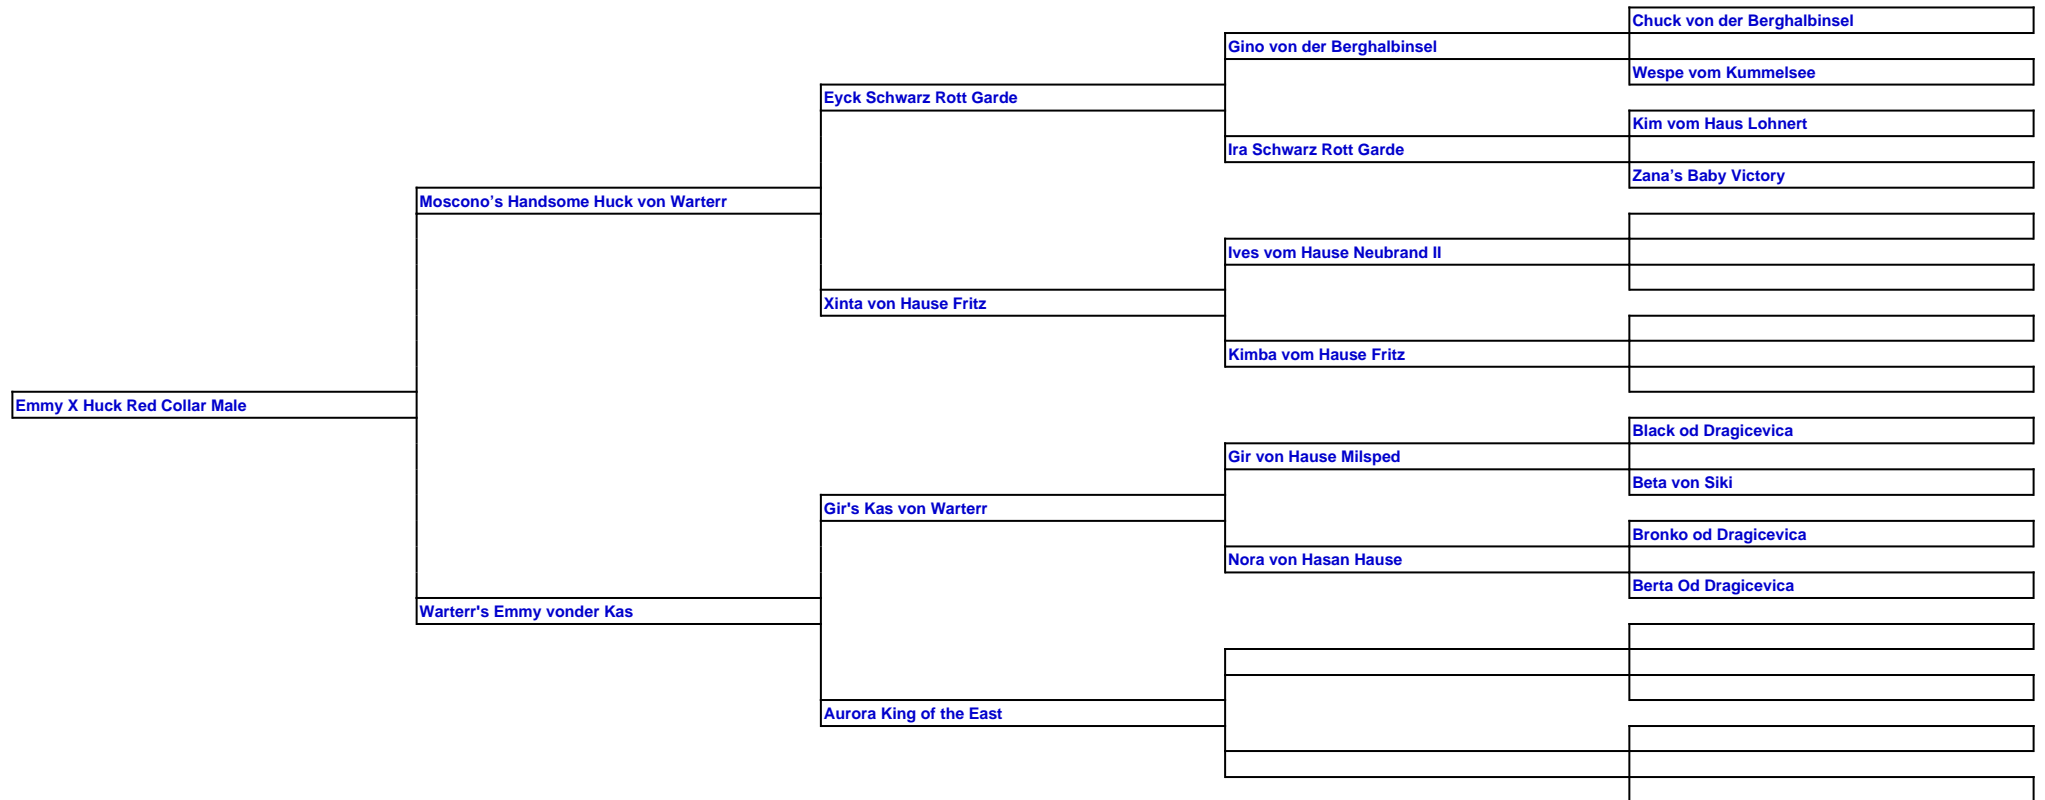 Chuck von der Berghalbinsel
Gino von der Berghalbinsel
Wespe vom Kummelsee
Eyck Schwarz Rott Garde
Kim vom Haus Lohnert
Ira Schwarz Rott Garde
Zana’s Baby Victory
Moscono’s Handsome Huck von Warterr
Ives vom Hause Neubrand II
Xinta von Hause Fritz
Kimba vom Hause Fritz
Emmy X Huck Red Collar Male
Black od Dragicevica
Gir von Hause Milsped
Beta von Siki
Gir's Kas von Warterr
Bronko od Dragicevica
Nora von Hasan Hause
Berta Od Dragicevica
Warterr's Emmy vonder Kas
Aurora King of the East